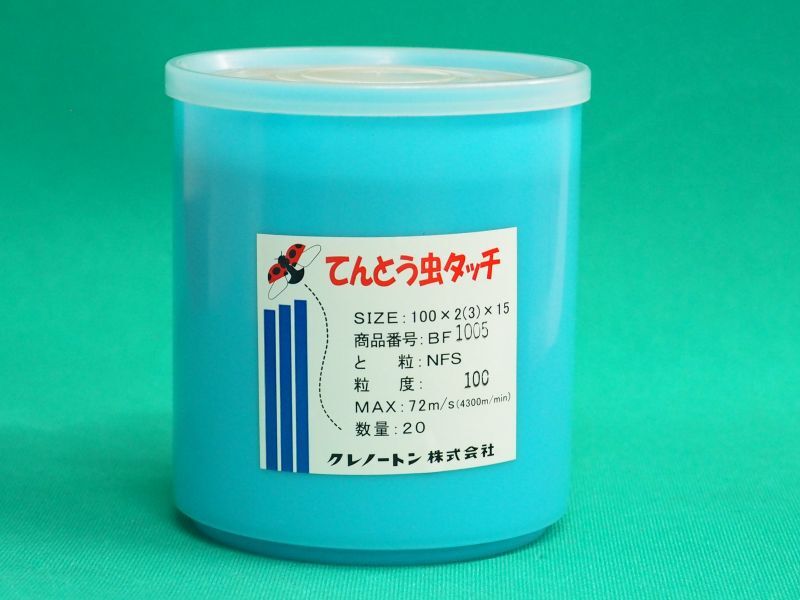 てんとう虫タッチ
SIZE:100×2(3)×15
商品番号:BF1005
と 粒:NFS
粒 度: 100
MAX:72m/s(4300m/min)
数量:20
クレノートン株式会社